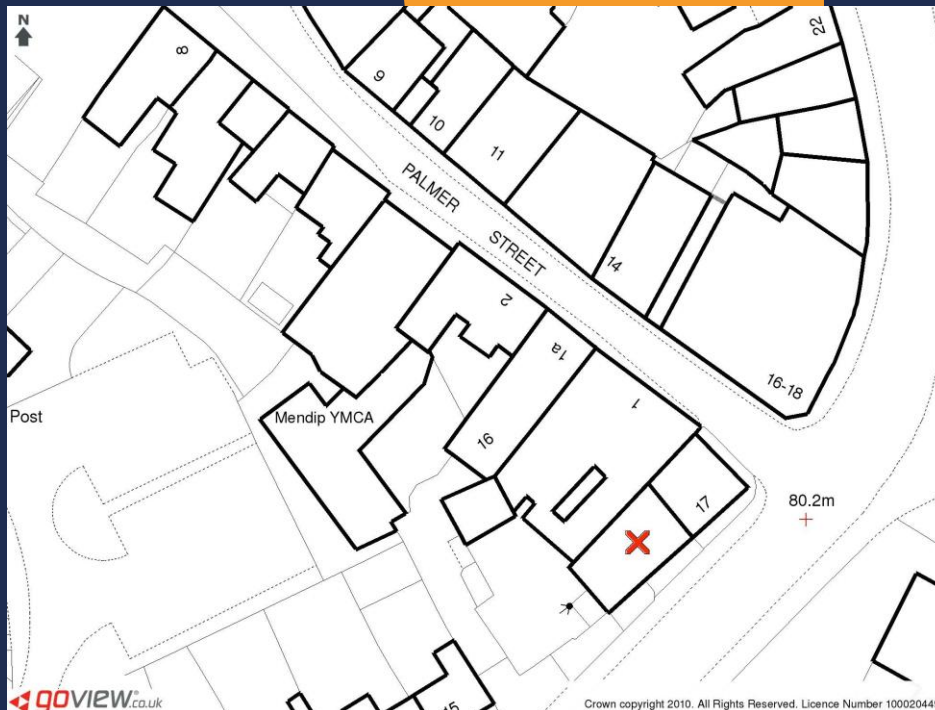 N
8
9
10
11
22
PALMER
STREET
14
2
1a
16-18
1
Post
Mendip YMCA
16
17
80.2m
15
goview.co.uk
Crown copyright 2010. All Rights Reserved. Licence Number